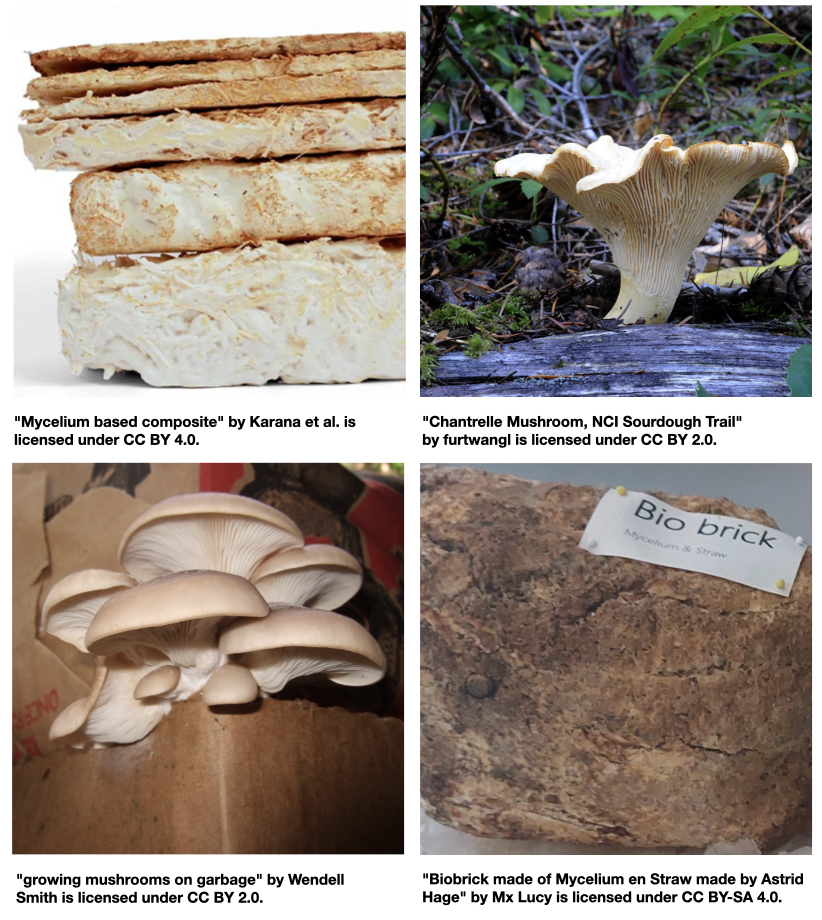 "Mycelium based composite" by Karana et al. is
licensed under CC BY 4.0.
"Chantrelle Mushroom, NCI Sourdough Trail"
by furtwangl is licensed under CC BY 2.0.
Bio brick
Mycelium & Straw
"growing mushrooms on garbage" by Wendell
Smith is licensed under CC BY 2.0.
"Biobrick made of Mycelium en Straw made by Astrid
Hage" by Mx Lucy is licensed under CC BY-SA 4.0.